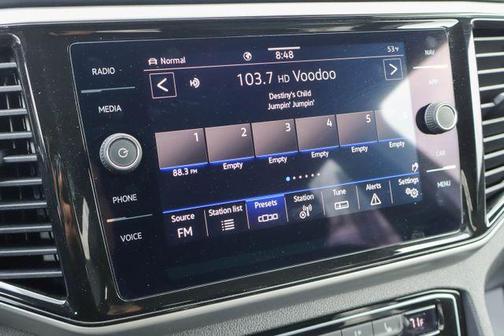 RADIO
MEDIA
PHONE
VOICE
NAV
APP
CAR
MENU
Normal
8:48
53°F
103.7 HD Voodoo
Destiny's Child
Jumpin' Jumpin'
1 2 3 4 5
88.3 FM Empty Empty Empty Empty
Source Station list Presets Station Tune Alerts Settings
FM
71°F